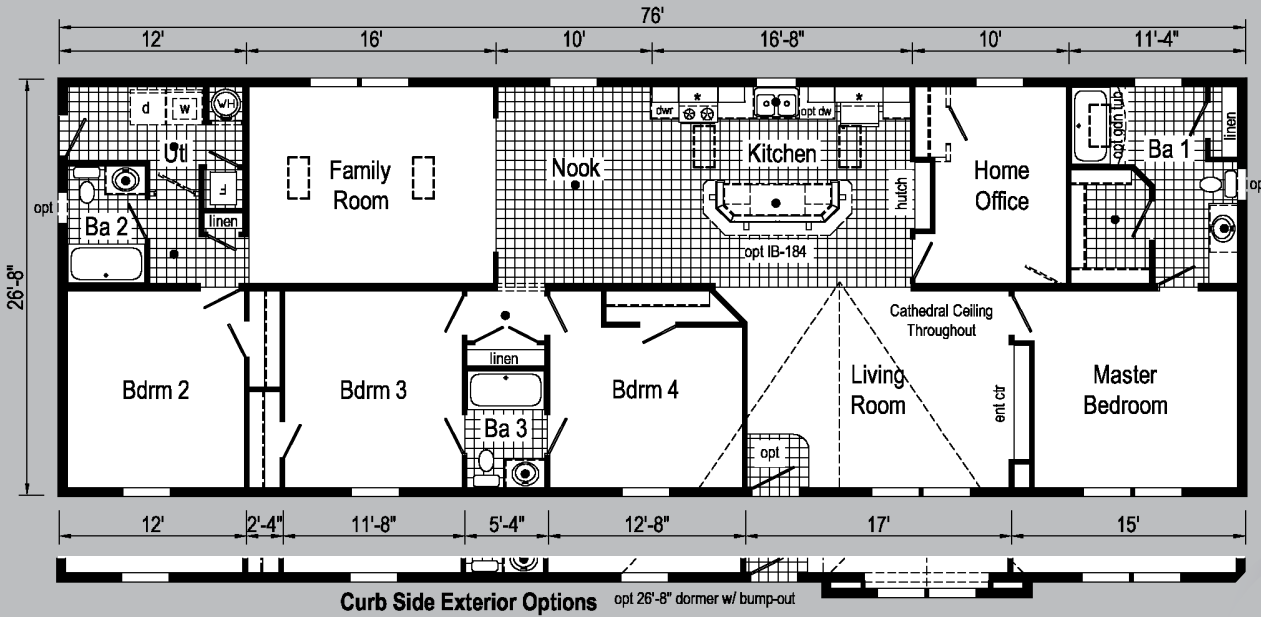 76'
12'
16'
10'
16'-8"
10'
11'-4"
26'-8"
d
w
WH
Utl
F
linen
opt
Ba 2
Family
Room
Nook
dwr
*
opt dw
*
Kitchen
opt IB-184
hutch
Home
Office
opt gdn tub
Ba 1
linen
op
Bdrm 2
Bdrm 3
linen
Ba 3
Bdrm 4
Cathedral Ceiling
Throughout
Living
Room
ent ctr
opt
Master
Bedroom
12'
2'-4"
11'-8"
5'-4"
12'-8"
17'
15'
Curb Side Exterior Options
opt 26'-8" dormer w/ bump-out